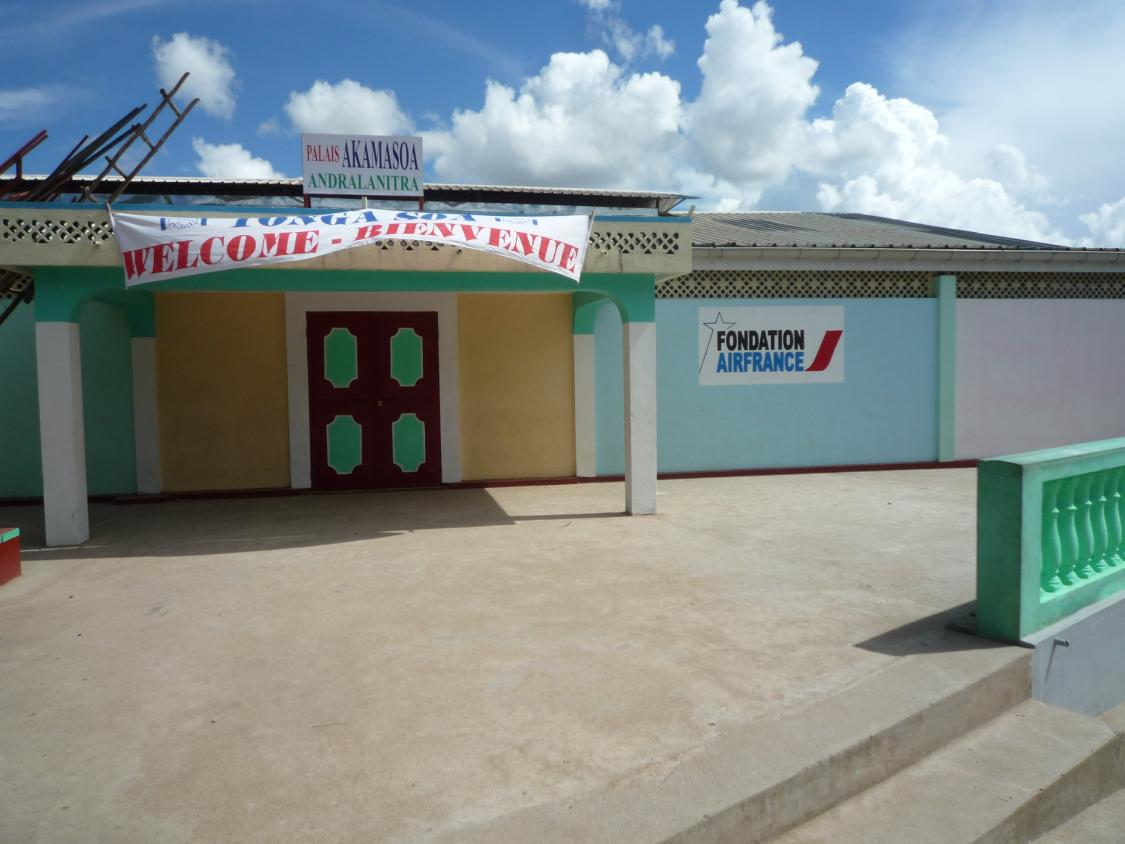 PALAIS AKAMASOA
ANDRALANITRA
TONGA SOA
WELCOME - BIENVENUE
FONDATION
AIRFRANCE